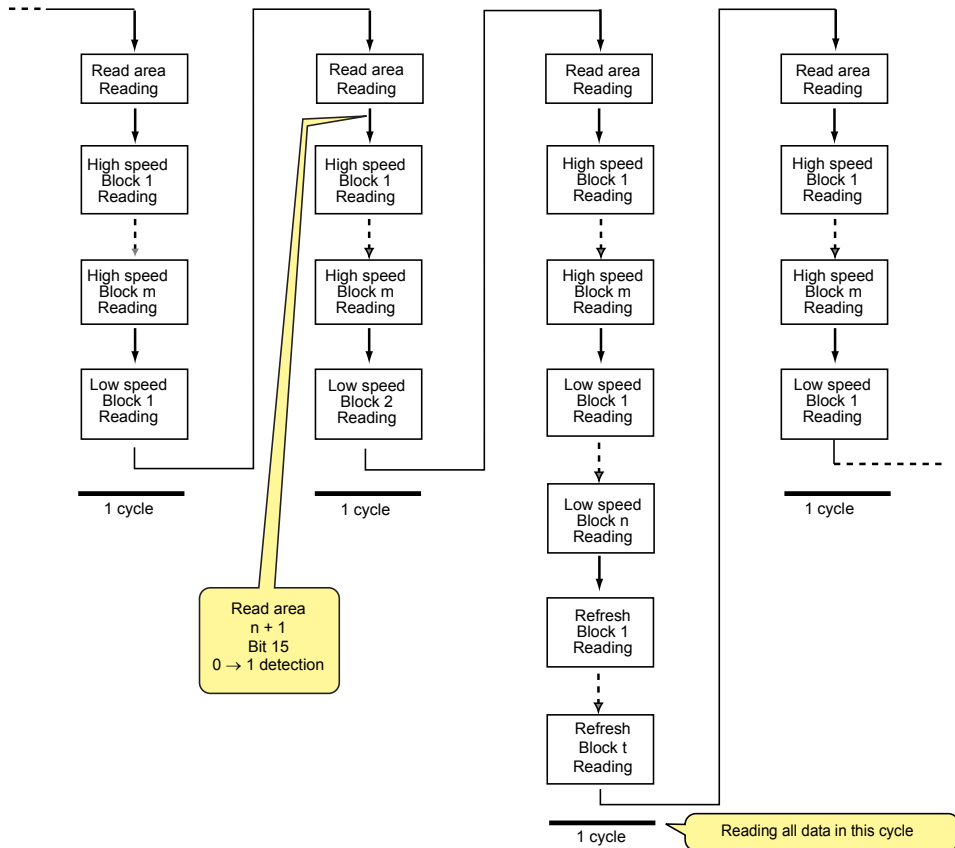 Read area
Reading
High speed
Block 1
Reading
High speed
Block m
Reading
Low speed
Block 1
Reading
1 cycle
Read area
Reading
High speed
Block 1
Reading
High speed
Block m
Reading
Low speed
Block 2
Reading
1 cycle
Read area
n + 1
Bit 15
0 → 1 detection
Read area
Reading
High speed
Block 1
Reading
High speed
Block m
Reading
Low speed
Block 1
Reading
Low speed
Block n
Reading
Refresh
Block 1
Reading
Refresh
Block t
Reading
1 cycle
Reading all data in this cycle
Read area
Reading
High speed
Block 1
Reading
High speed
Block m
Reading
Low speed
Block 1
Reading
1 cycle